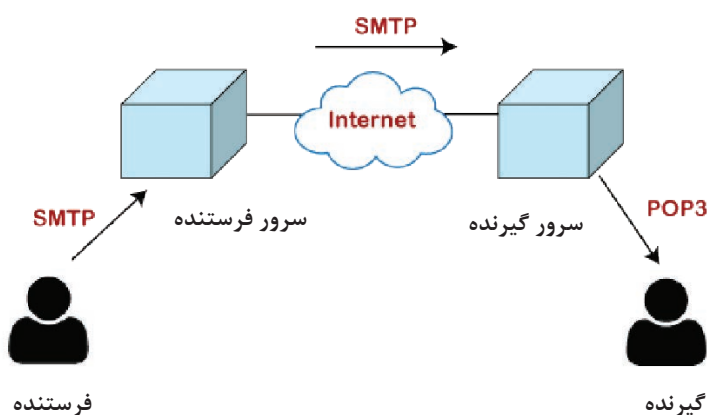 SMTP
Internet
SMTP
سرور فرستنده
سرور گیرنده
POP3
فرستنده
گیرنده